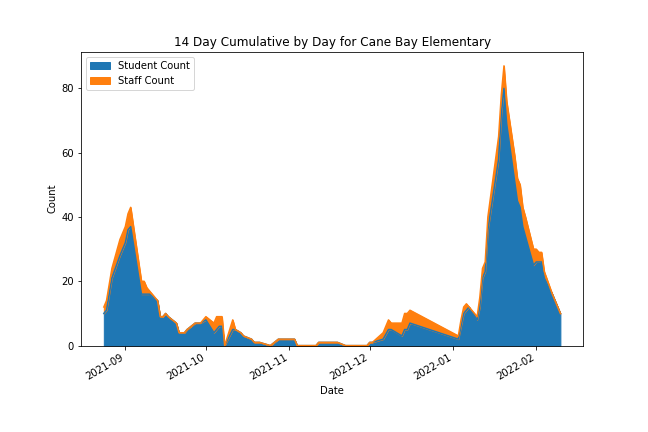 14 Day Cumulative by Day for Cane Bay Elementary
Student Count
Staff Count
Count
80
60
40
20
0
2021-09
2021-10
2021-11
2021-12
2022-01
2022-02
Date